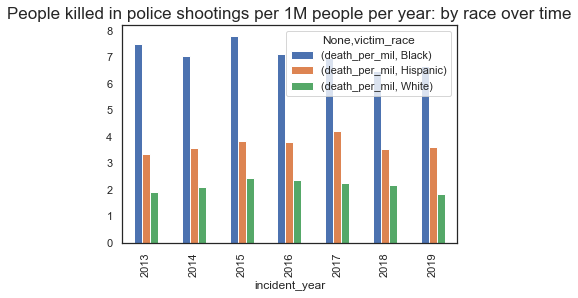 People killed in police shootings per 1M people per year: by race over time
8
7
6
5
4
3
2
1
0
None,victim_race
(death_per_mil, Black)
(death_per_mil, Hispanic)
(death_per_mil, White)
2013
2014
2015
2016
2017
2018
2019
incident_year